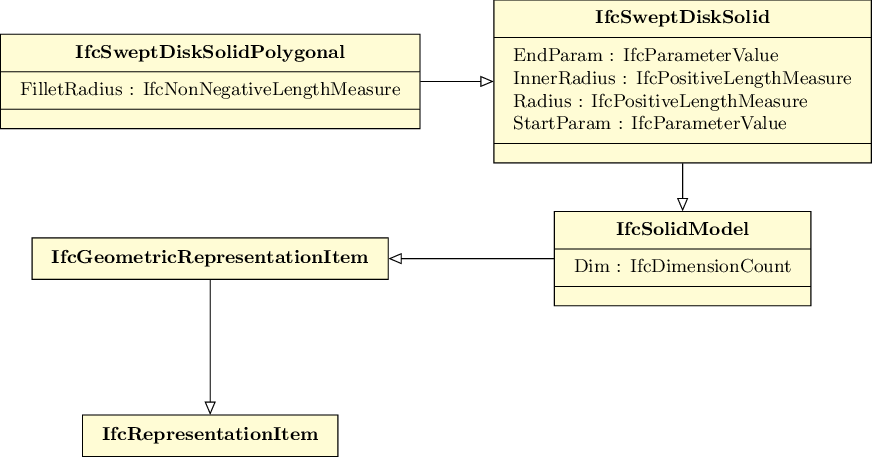 IfcSweptDiskSolidPolygonal
FilletRadius : IfcNonNegativeLengthMeasure
IfcSweptDiskSolid
EndParam : IfcParameterValue
InnerRadius : IfcPositiveLengthMeasure
Radius : IfcPositiveLengthMeasure
StartParam : IfcParameterValue
IfcSolidModel
Dim : IfcDimensionCount
IfcGeometricRepresentationItem
IfcRepresentationItem